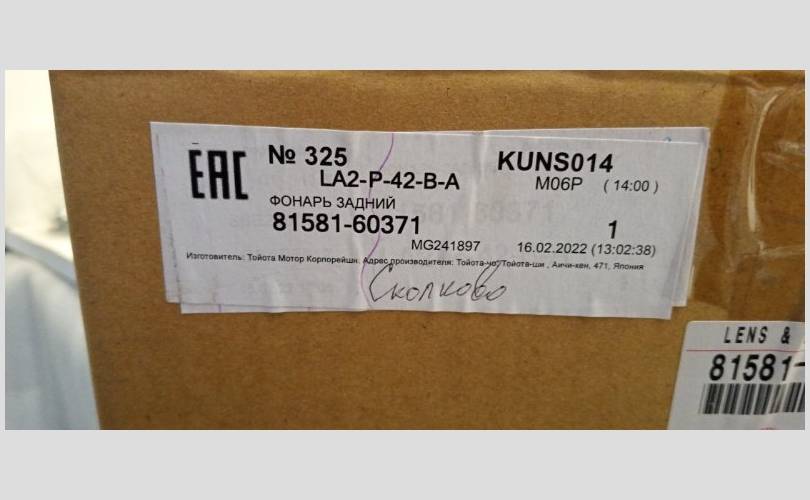 EAC
№ 325
KUNS014
LA2-P-42-B-A
M06P ( 14:00 )
ФОНАРЬ ЗАДНИЙ
81581-60371
1
MG241897
16.02.2022 (13:02:38)
Изготовитель: Тойота Мотор Корпорейшн. Адрес производителя: Тойота-чо, Тойота-ши , Аичи-кен, 471, Япония
Сколково
LENS &
81581-